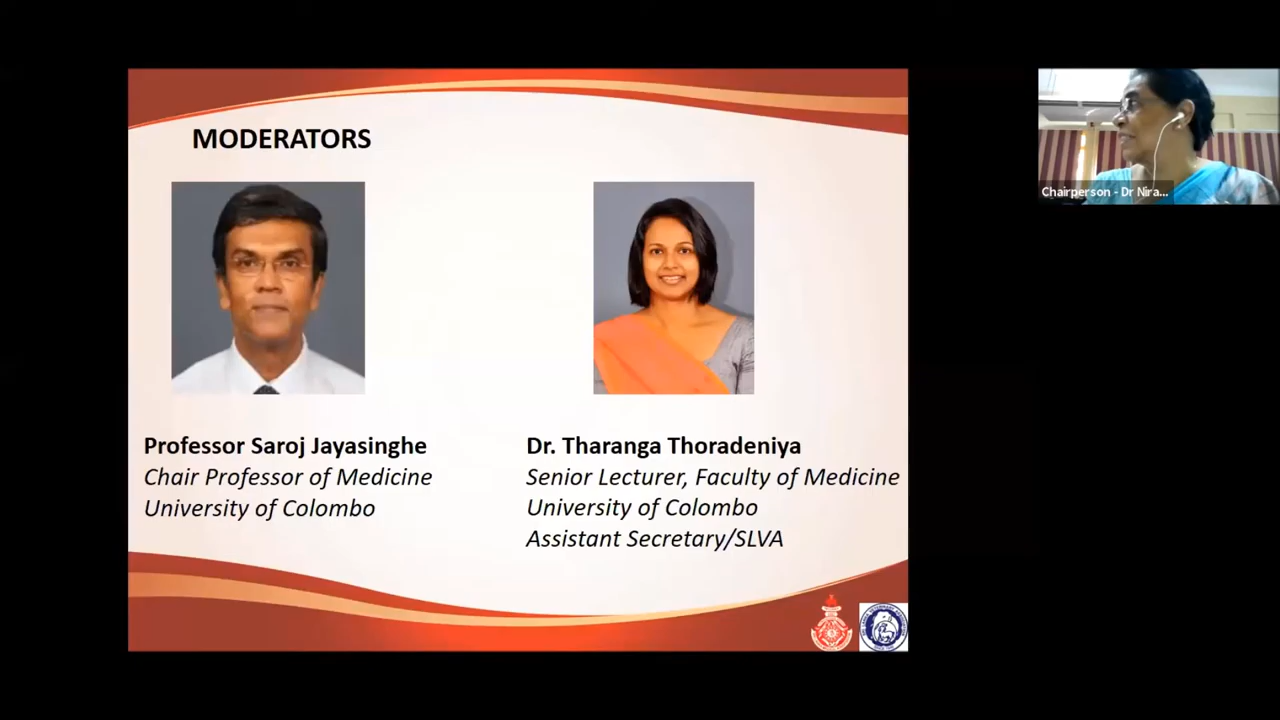 MODERATORS
Chairperson - Dr Nira...
Professor Saroj Jayasinghe
Chair Professor of Medicine
University of Colombo
Dr. Tharanga Thoradeniya
Senior Lecturer, Faculty of Medicine
University of Colombo
Assistant Secretary/SLVA